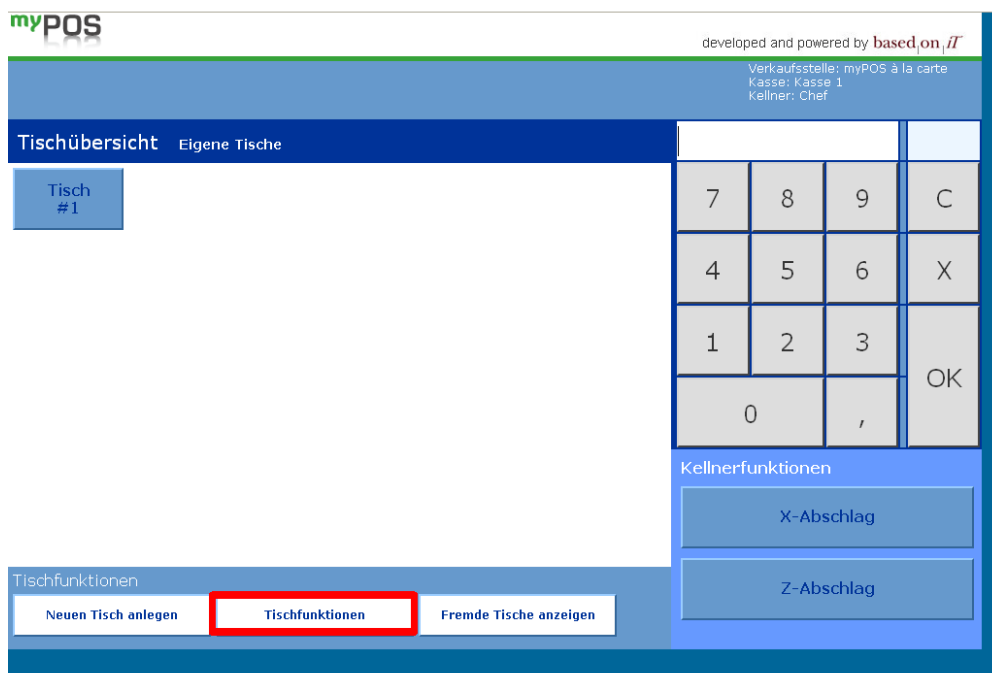 myPOS
developed and powered by based|on|iT
Verkaufsstelle: myPOS à la carte
Kasse: Kasse 1
Kellner: Chef
Tischübersicht Eigene Tische
Tisch
#1
7 8 9 C
4 5 6 X
1 2 3
OK
0 ,
Kellnerfunktionen
X-Abschlag
Z-Abschlag
Tischfunktionen
Neuen Tisch anlegen Tischfunktionen Fremde Tische anzeigen